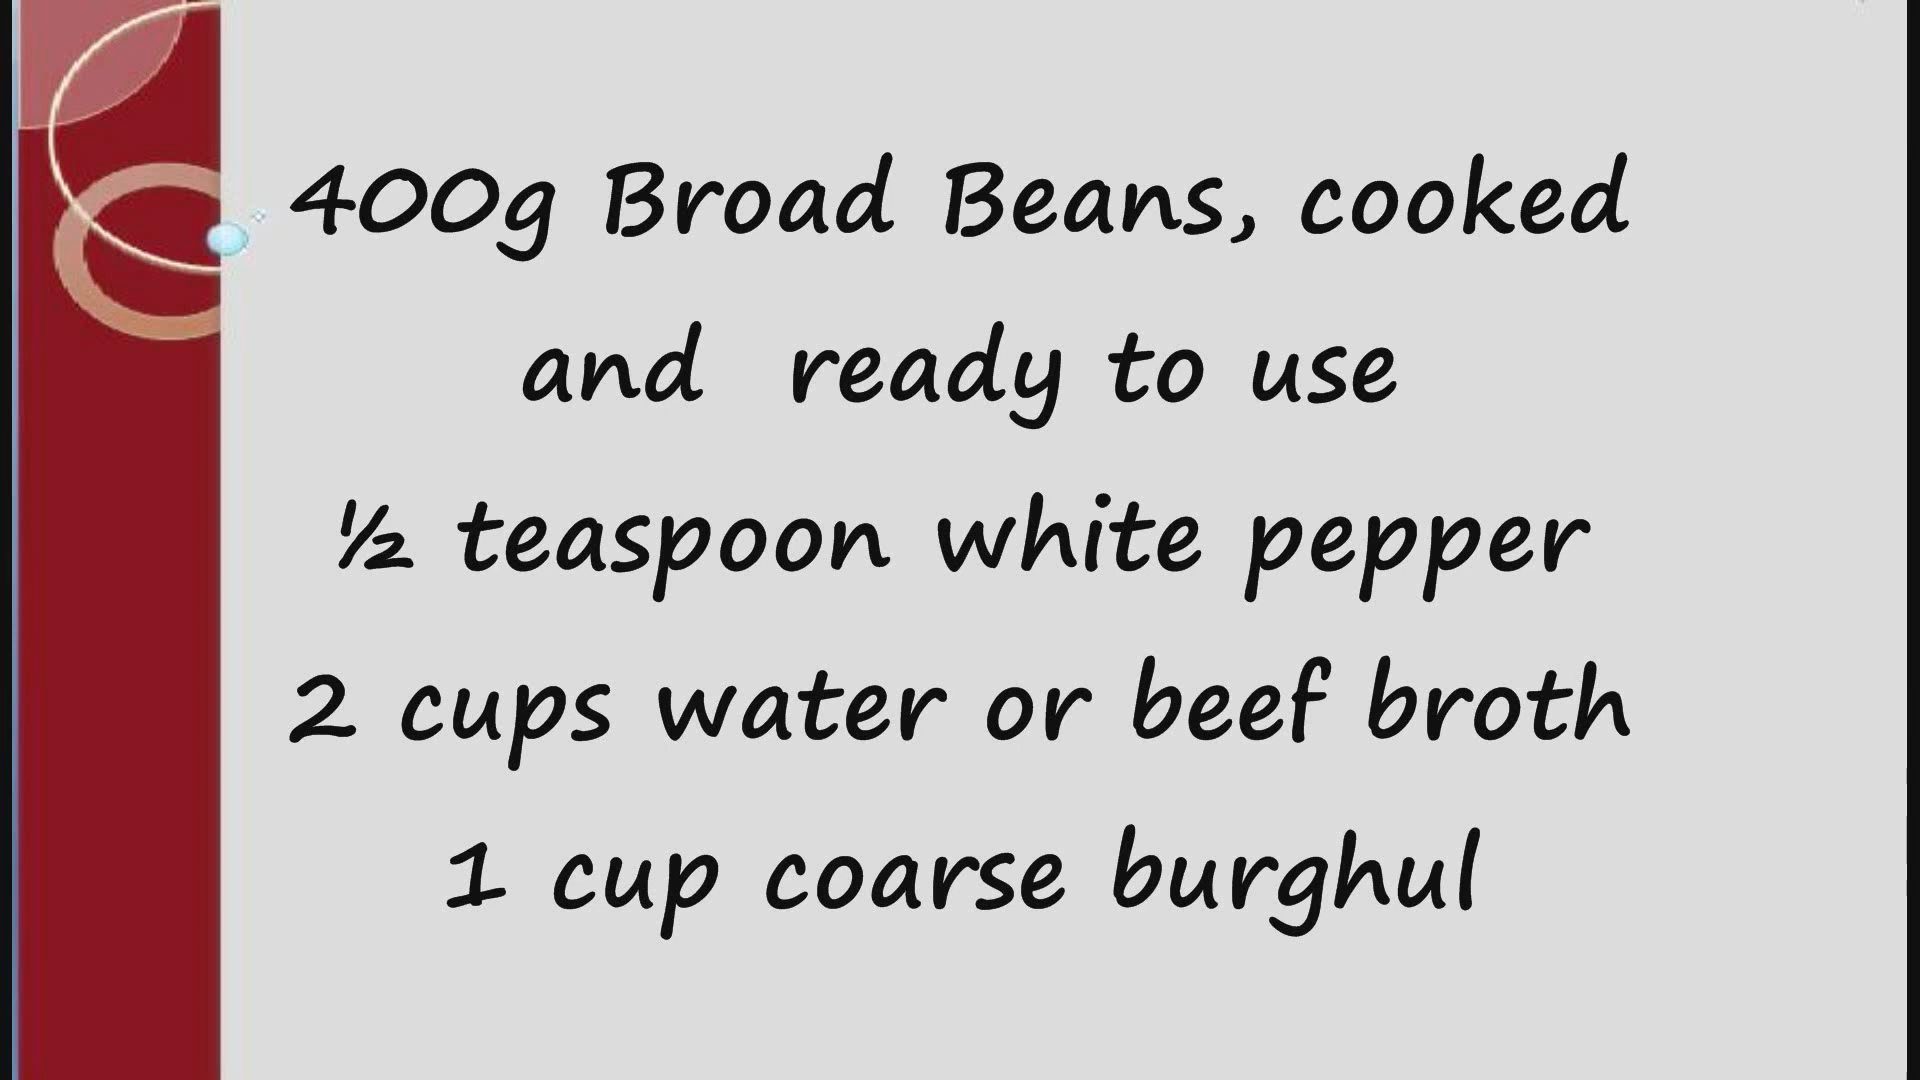 400g Broad Beans, cooked
and  ready to use
½ teaspoon white pepper
2 cups water or beef broth
1 cup coarse burghul